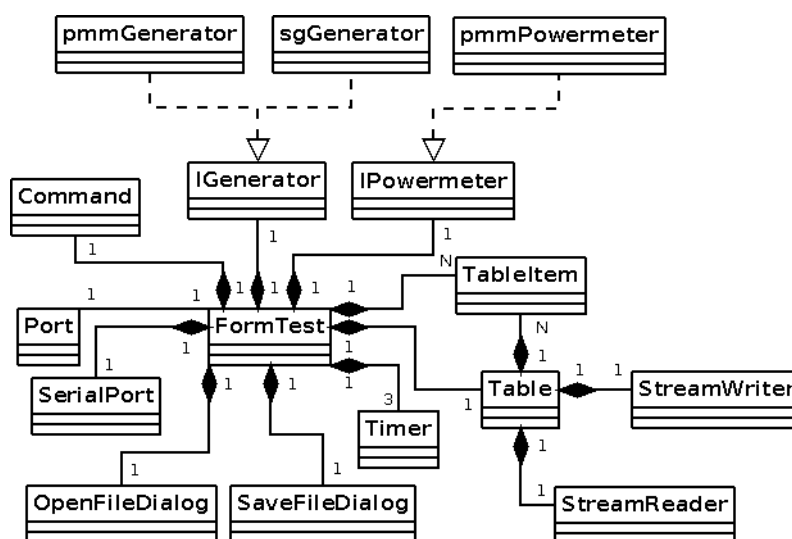 pmmGenerator
sgGenerator
pmmPowermeter
IGenerator
IPowermeter
Command
1
1
1
N
1
1
1
1
TableItem
1
1
Port
FormTest
1
1
N
1
1
SerialPort
1
1
1
3
1
Table
1
1
StreamWriter
Timer
1
1
1
1
OpenFileDialog
SaveFileDialog
StreamReader